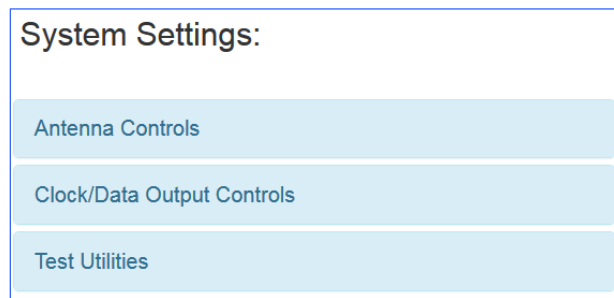 System Settings:
Antenna Controls
Clock/Data Output Controls
Test Utilities